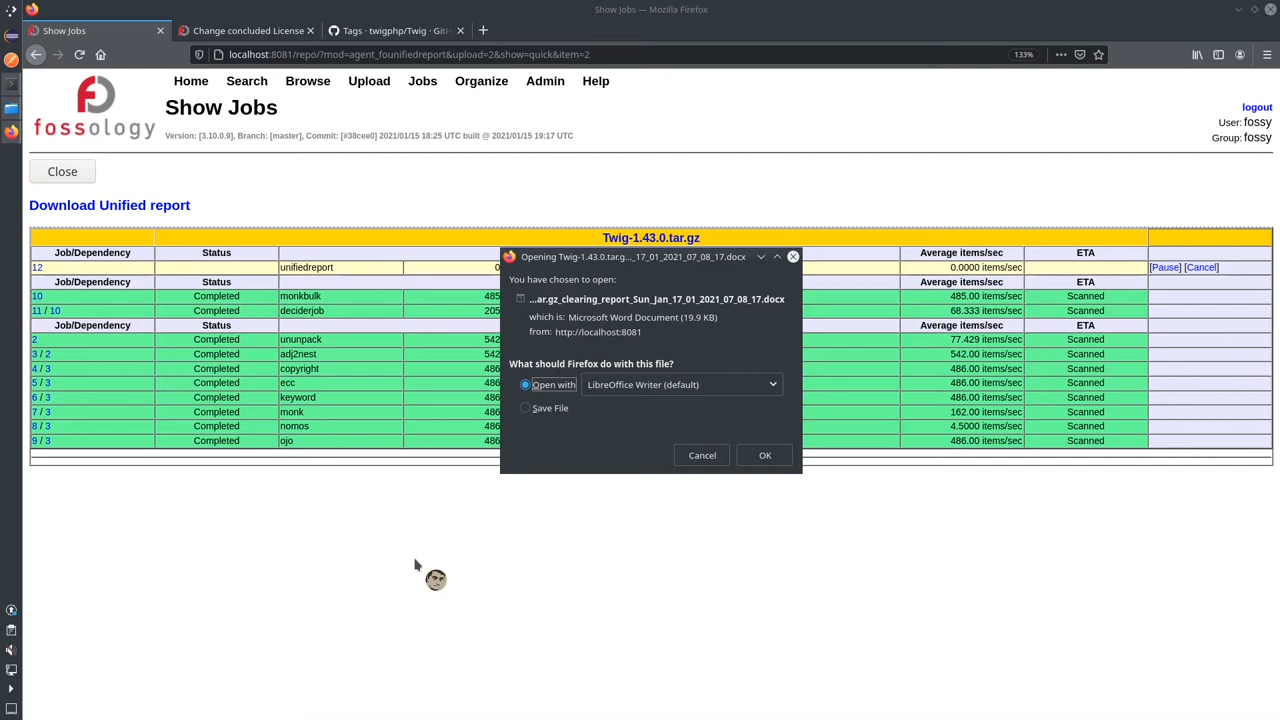 Show Jobs — Mozilla Firefox
Show Jobs
Change concluded License
Tags · twigphp/Twig · GitH
localhost:8081/repo/?mod=agent_founifiedreport&upload=2&show=quick&item=2
133%
Home Search Browse Upload Jobs Organize Admin Help
fossology
Show Jobs
Version: [3.10.0.9], Branch: [master], Commit: [#38cee0] 2021/01/15 18:25 UTC built @ 2021/01/15 19:17 UTC
logout
User: fossy
Group: fossy
Close
Download Unified report
Twig-1.43.0.tar.gz
Job/Dependency Status Average items/sec ETA
12 unifiedreport 0 0.0000 items/sec [Pause] [Cancel]
Job/Dependency Status Average items/sec ETA
10 Completed monkbulk 485 485.00 items/sec Scanned
11 / 10 Completed deciderjob 205 68.333 items/sec Scanned
Job/Dependency Status Average items/sec ETA
2 Completed ununpack 542 77.429 items/sec Scanned
3 / 2 Completed adj2nest 542 542.00 items/sec Scanned
4 / 3 Completed copyright 486 486.00 items/sec Scanned
5 / 3 Completed ecc 486 486.00 items/sec Scanned
6 / 3 Completed keyword 486 486.00 items/sec Scanned
7 / 3 Completed monk 486 162.00 items/sec Scanned
8 / 3 Completed nomos 486 4.5000 items/sec Scanned
9 / 3 Completed ojo 486 486.00 items/sec Scanned
Opening Twig-1.43.0.targ..._17_01_2021_07_08_17.docx
You have chosen to open:
...ar.gz_clearing_report_Sun_Jan_17_01_2021_07_08_17.docx
which is: Microsoft Word Document (19.9 KB)
from: http://localhost:8081
What should Firefox do with this file?
Open with LibreOffice Writer (default)
Save File
Cancel OK